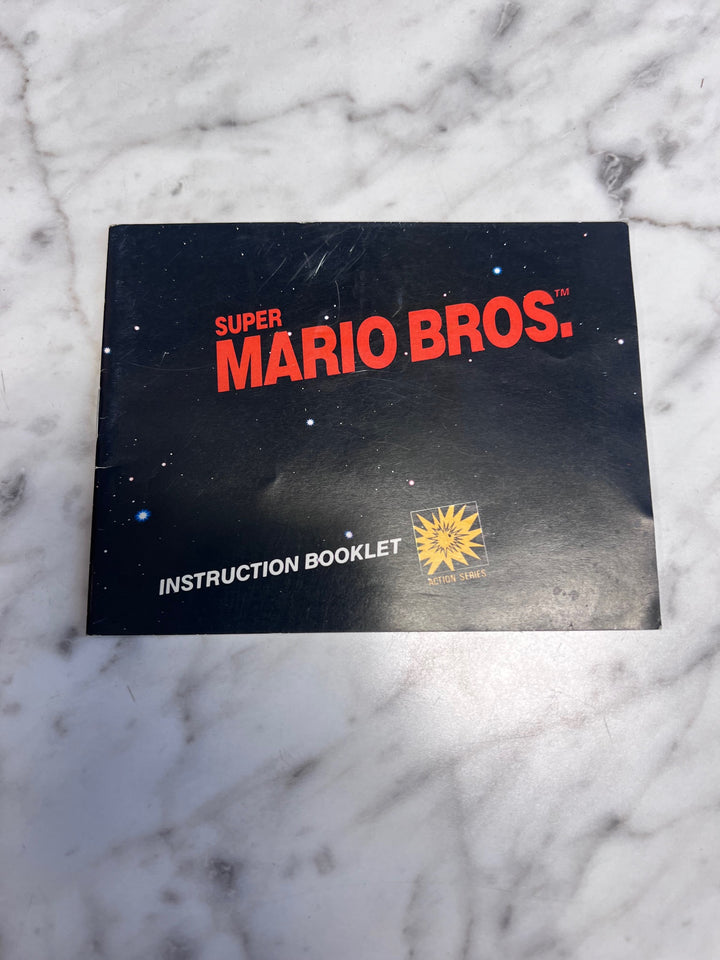 SUPER
MARIO BROS.™
INSTRUCTION BOOKLET
ACTION SERIES